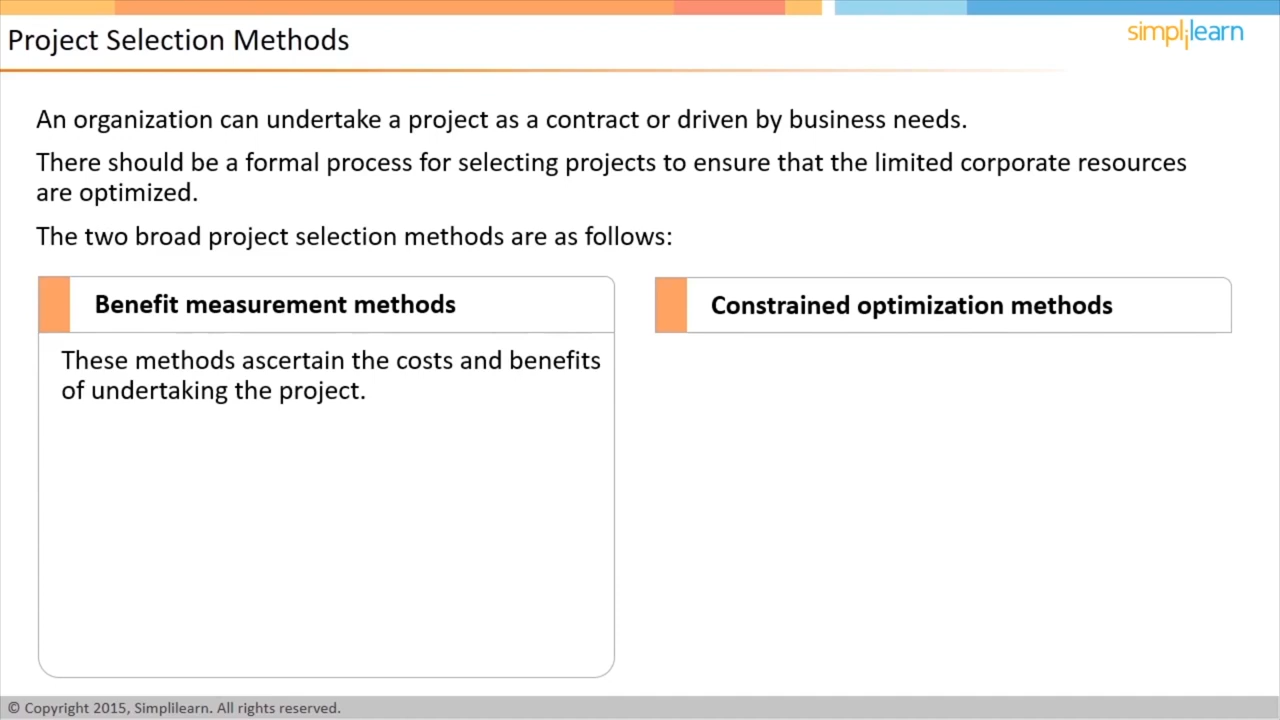 Project Selection Methods
simplilearn
An organization can undertake a project as a contract or driven by business needs.
There should be a formal process for selecting projects to ensure that the limited corporate resources
are optimized.
The two broad project selection methods are as follows:
Benefit measurement methods
These methods ascertain the costs and benefits
of undertaking the project.
Constrained optimization methods
© Copyright 2015, Simplilearn. All rights reserved.